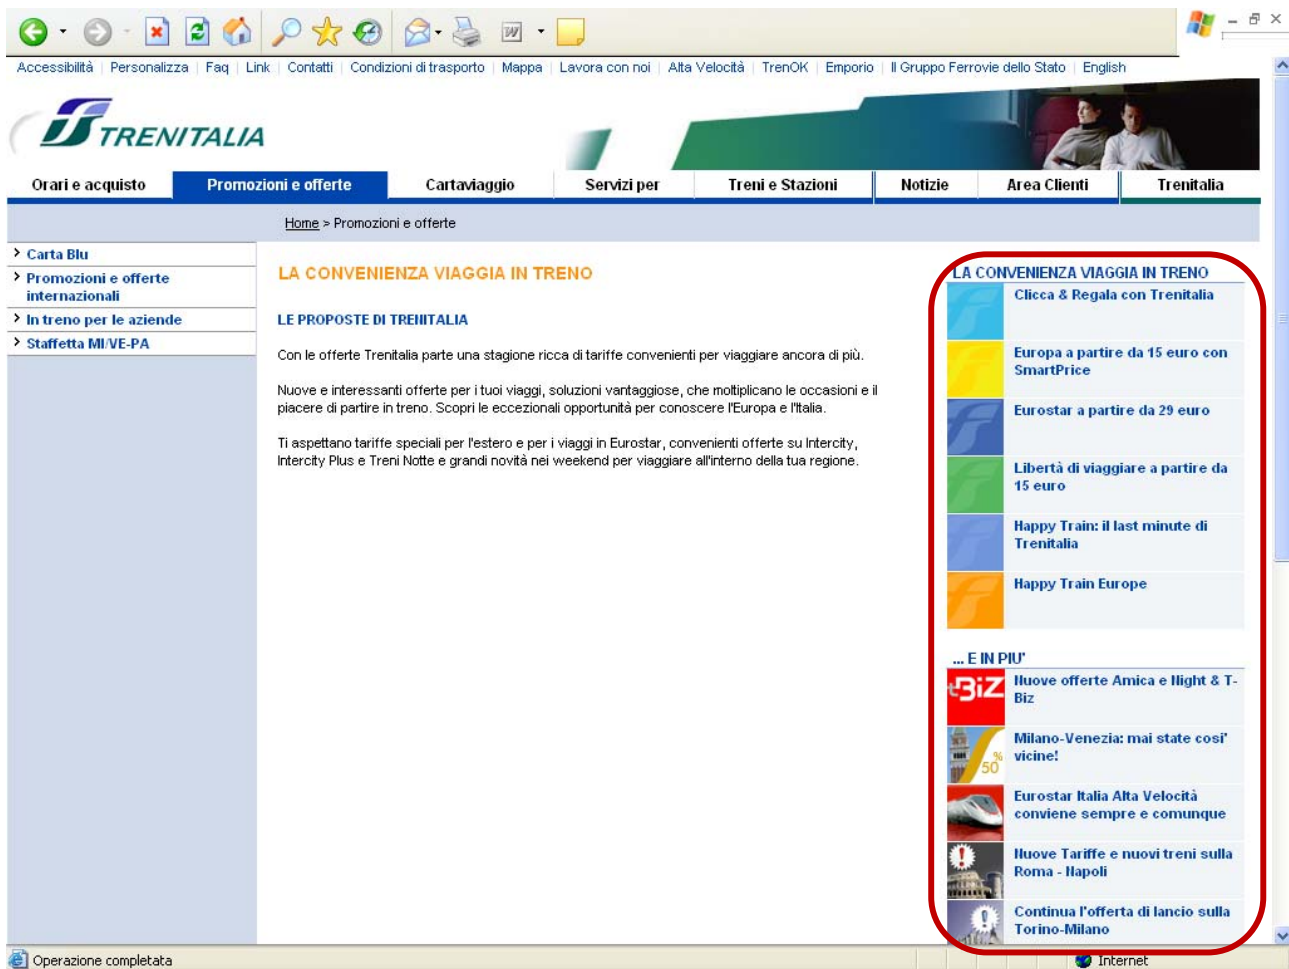 Accessibilità | Personalizza | Faq | Link | Contatti | Condizioni di trasporto | Mappa | Lavora con noi | Alta Velocità | TrenOK | Emporio | Il Gruppo Ferrovie dello Stato | English
TRENITALIA
Orari e acquisto Promozioni e offerte Cartaviaggio Servizi per Treni e Stazioni Notizie Area Clienti Trenitalia
Home > Promozioni e offerte
Carta Blu
Promozioni e offerte
internazionali
In treno per le aziende
Staffetta MI/VE-PA
LA CONVENIENZA VIAGGIA IN TRENO
LE PROPOSTE DI TRENITALIA
Con le offerte Trenitalia parte una stagione ricca di tariffe convenienti per viaggiare ancora di più.
Nuove e interessanti offerte per i tuoi viaggi, soluzioni vantaggiose, che moltiplicano le occasioni e il
piacere di partire in treno. Scopri le eccezionali opportunità per conoscere l'Europa e l'Italia.
Ti aspettano tariffe speciali per l'estero e per i viaggi in Eurostar, convenienti offerte su Intercity,
Intercity Plus e Treni Notte e grandi novità nei weekend per viaggiare all'interno della tua regione.
LA CONVENIENZA VIAGGIA IN TRENO
Clicca & Regala con Trenitalia
Europa a partire da 15 euro con
SmartPrice
Eurostar a partire da 29 euro
Libertà di viaggiare a partire da
15 euro
Happy Train: il last minute di
Trenitalia
Happy Train Europe
... E IN PIU'
t-BiZ
Nuove offerte Amica e Night & T-
Biz
50%
Milano-Venezia: mai state cosi'
vicine!
Eurostar Italia Alta Velocità
conviene sempre e comunque
Nuove Tariffe e nuovi treni sulla
Roma - Napoli
Continua l'offerta di lancio sulla
Torino-Milano
Operazione completata
Internet